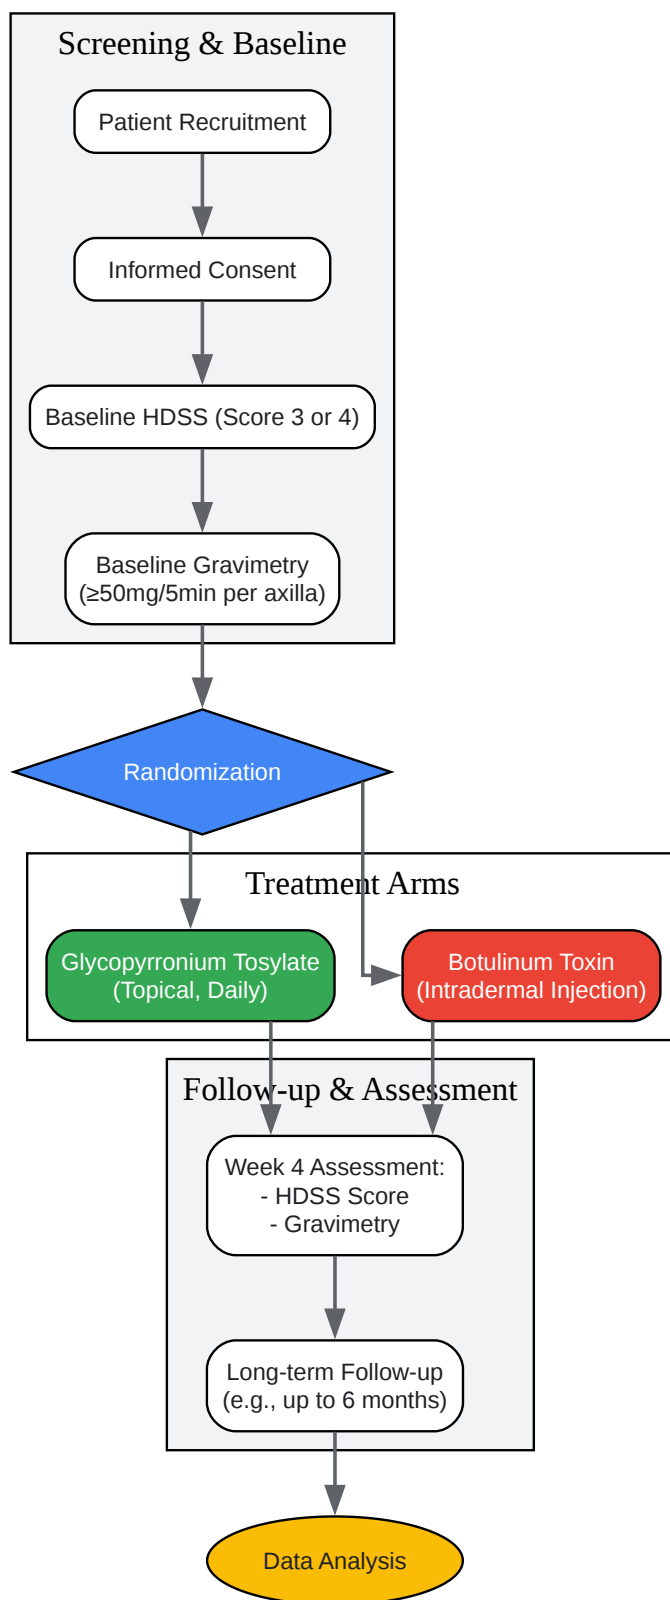 Screening & Baseline
Patient Recruitment
Informed Consent
Baseline HDSS (Score 3 or 4)
Baseline Gravimetry
(≥50mg/5min per axilla)
Randomization
Treatment Arms
Glycopyrronium Tosylate
(Topical, Daily)
Botulinum Toxin
(Intradermal Injection)
Follow-up & Assessment
Week 4 Assessment:
- HDSS Score
- Gravimetry
Long-term Follow-up
(e.g., up to 6 months)
Data Analysis